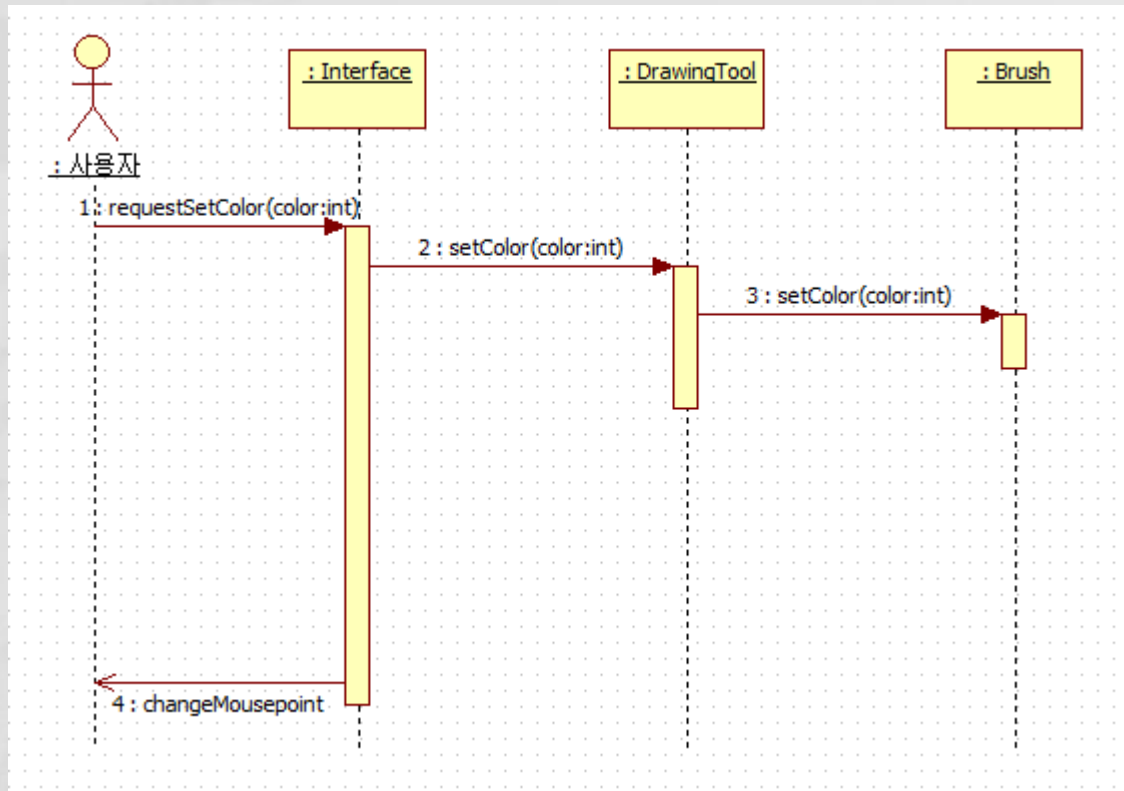 : Interface
: DrawingTool
: Brush
: 사용자
1 : requestSetColor(color:int)
2 : setColor(color:int)
3 : setColor(color:int)
4 : changeMousepoint